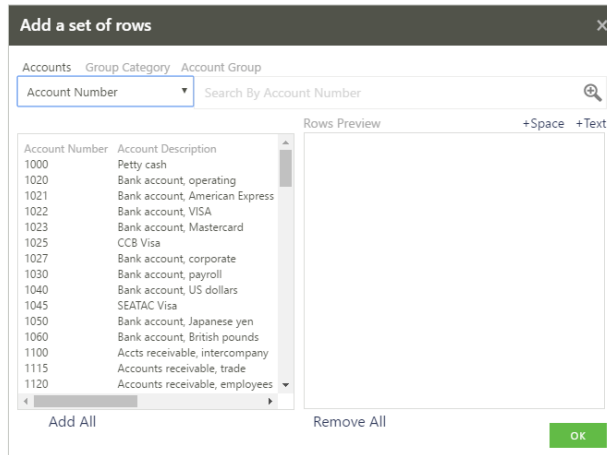 Add a set of rows ×
Accounts Group Category Account Group
Account Number Search By Account Number
Rows Preview +Space +Text
Account Number Account Description
1000 Petty cash
1020 Bank account, operating
1021 Bank account, American Express
1022 Bank account, VISA
1023 Bank account, Mastercard
1025 CCB Visa
1027 Bank account, corporate
1030 Bank account, payroll
1040 Bank account, US dollars
1045 SEATAC Visa
1050 Bank account, Japanese yen
1060 Bank account, British pounds
1100 Accts receivable, intercompany
1115 Accounts receivable, trade
1120 Accounts receivable, employees
Add All Remove All
OK